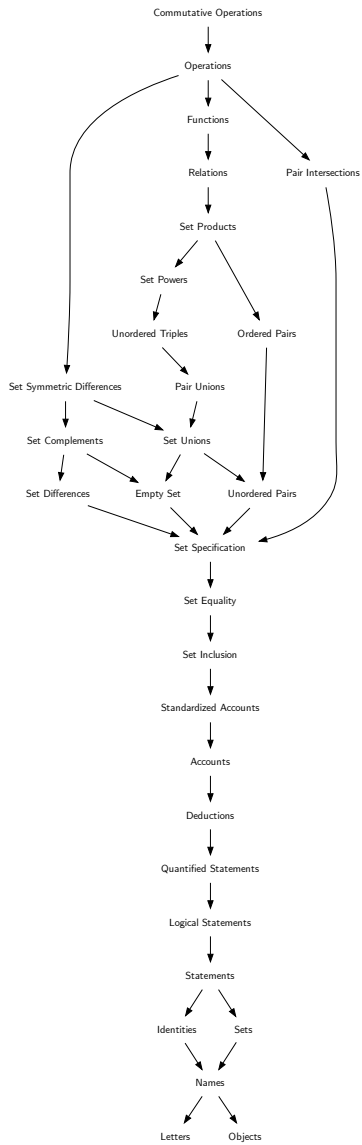 Commutative Operations
Operations
Functions
Relations
Pair Intersections
Set Products
Set Powers
Unordered Triples
Ordered Pairs
Set Symmetric Differences
Pair Unions
Set Complements
Set Unions
Set Differences
Empty Set
Unordered Pairs
Set Specification
Set Equality
Set Inclusion
Standardized Accounts
Accounts
Deductions
Quantified Statements
Logical Statements
Statements
Identities
Sets
Names
Letters
Objects